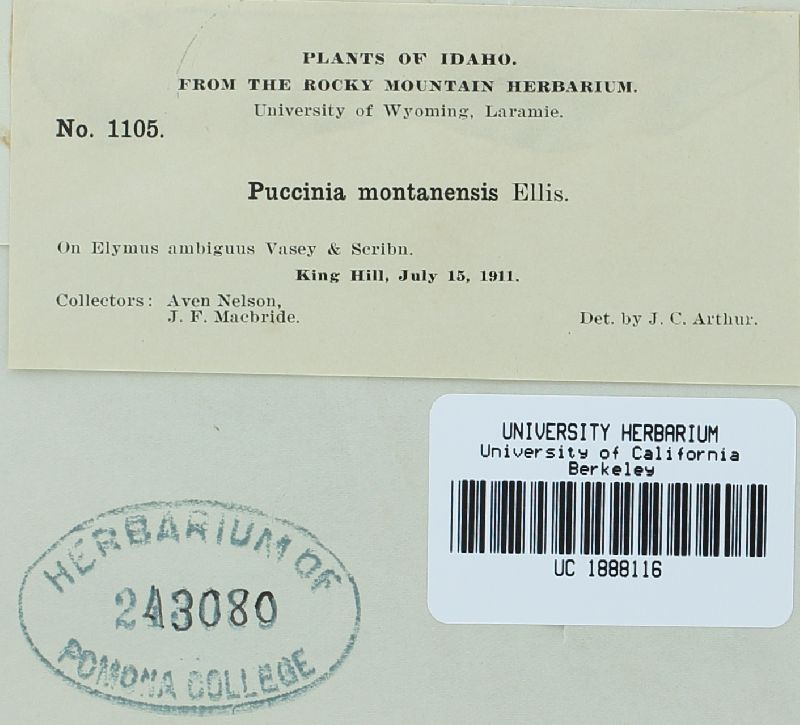 PLANTS OF IDAHO.
FROM THE ROCKY MOUNTAIN HERBARIUM.
University of Wyoming, Laramie.
No. 1105.
Puccinia montanensis Ellis.
On Elymus ambiguus Vasey & Scribn.
King Hill, July 15, 1911.
Collectors: Aven Nelson,
J. F. Macbride.
Det. by J. C. Arthur.
UNIVERSITY HERBARIUM
University of California
Berkeley
UC 1888116
HERBARIUM OF
243080
POMONA COLLEGE